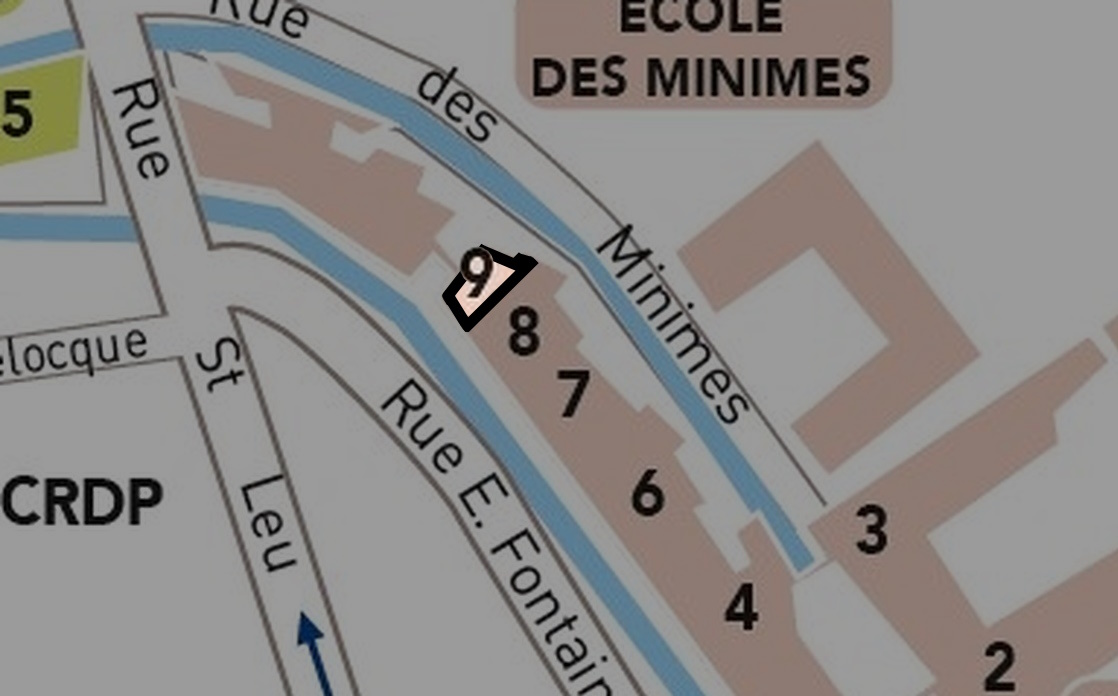 Rue
des
Minimes
ECOLE
DES MINIMES
5
Rue
St
Leu
elocque
Rue E. Fontain
CRDP
9
8
7
6
4
3
2